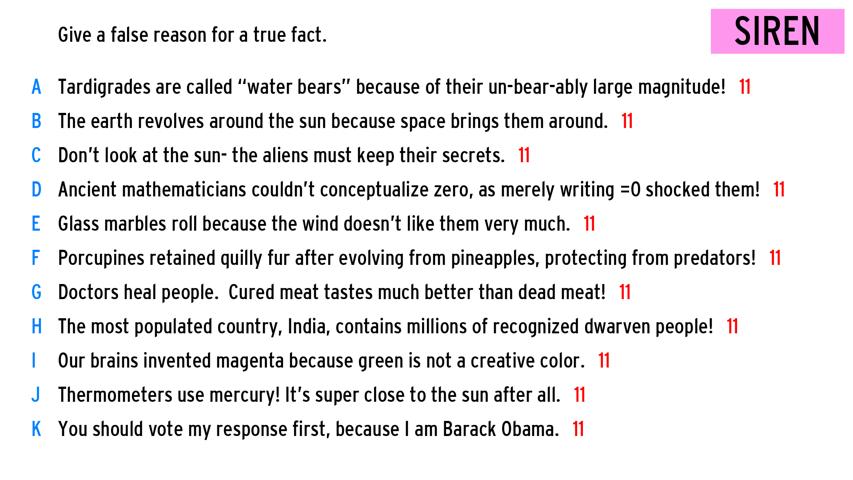 Give a false reason for a true fact.
SIREN
A Tardigrades are called “water bears” because of their un-bear-ably large magnitude! 11
B The earth revolves around the sun because space brings them around. 11
C Don’t look at the sun- the aliens must keep their secrets. 11
D Ancient mathematicians couldn’t conceptualize zero, as merely writing =0 shocked them! 11
E Glass marbles roll because the wind doesn’t like them very much. 11
F Porcupines retained quilly fur after evolving from pineapples, protecting from predators! 11
G Doctors heal people.  Cured meat tastes much better than dead meat! 11
H The most populated country, India, contains millions of recognized dwarven people! 11
I Our brains invented magenta because green is not a creative color. 11
J Thermometers use mercury! It’s super close to the sun after all. 11
K You should vote my response first, because I am Barack Obama. 11